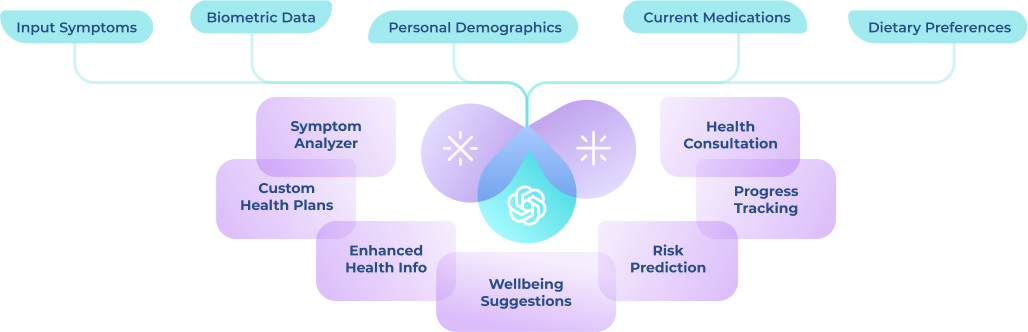 Input Symptoms
Biometric Data
Personal Demographics
Current Medications
Dietary Preferences
Symptom
Analyzer
Health
Consultation
Custom
Health Plans
Progress
Tracking
Enhanced
Health Info
Risk
Prediction
Wellbeing
Suggestions